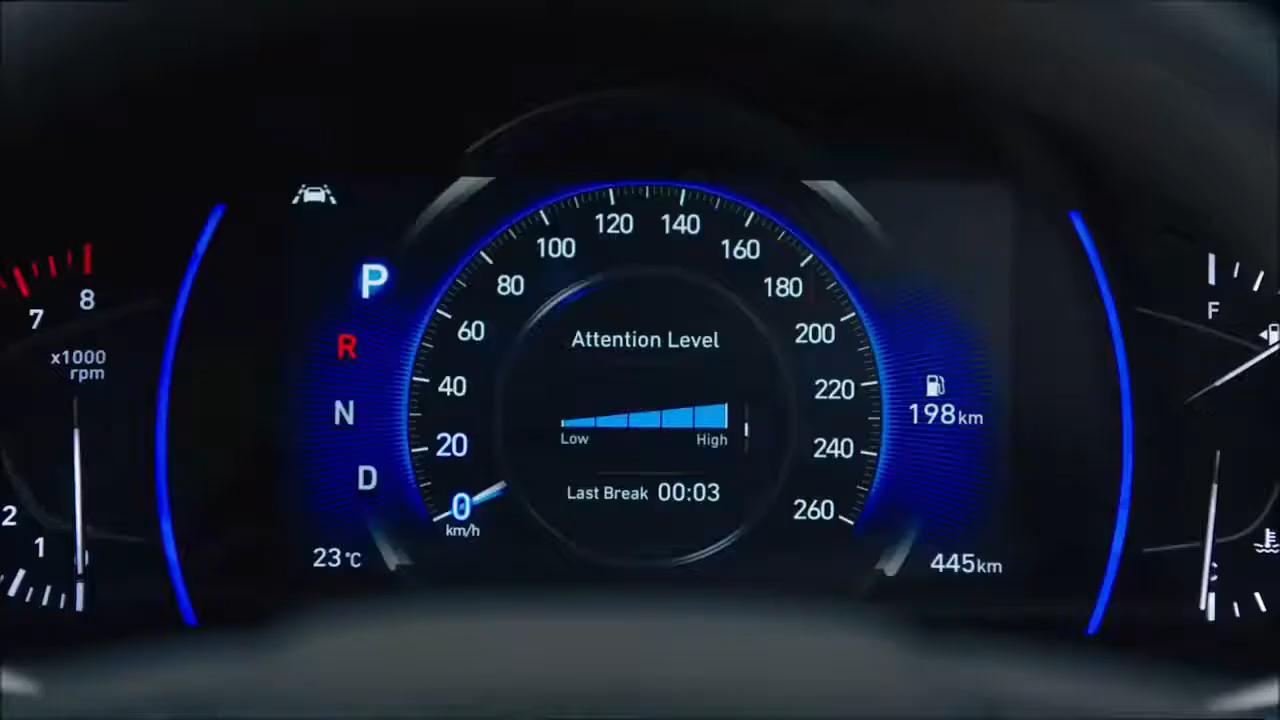 120 140
100 160
80 180
60 200
40 220
20 240
0 260
km/h
P
R
N
D
Attention Level
Low High
Last Break 00:03
198km
23°C
445km
8
7
x1000
rpm
2
1
F